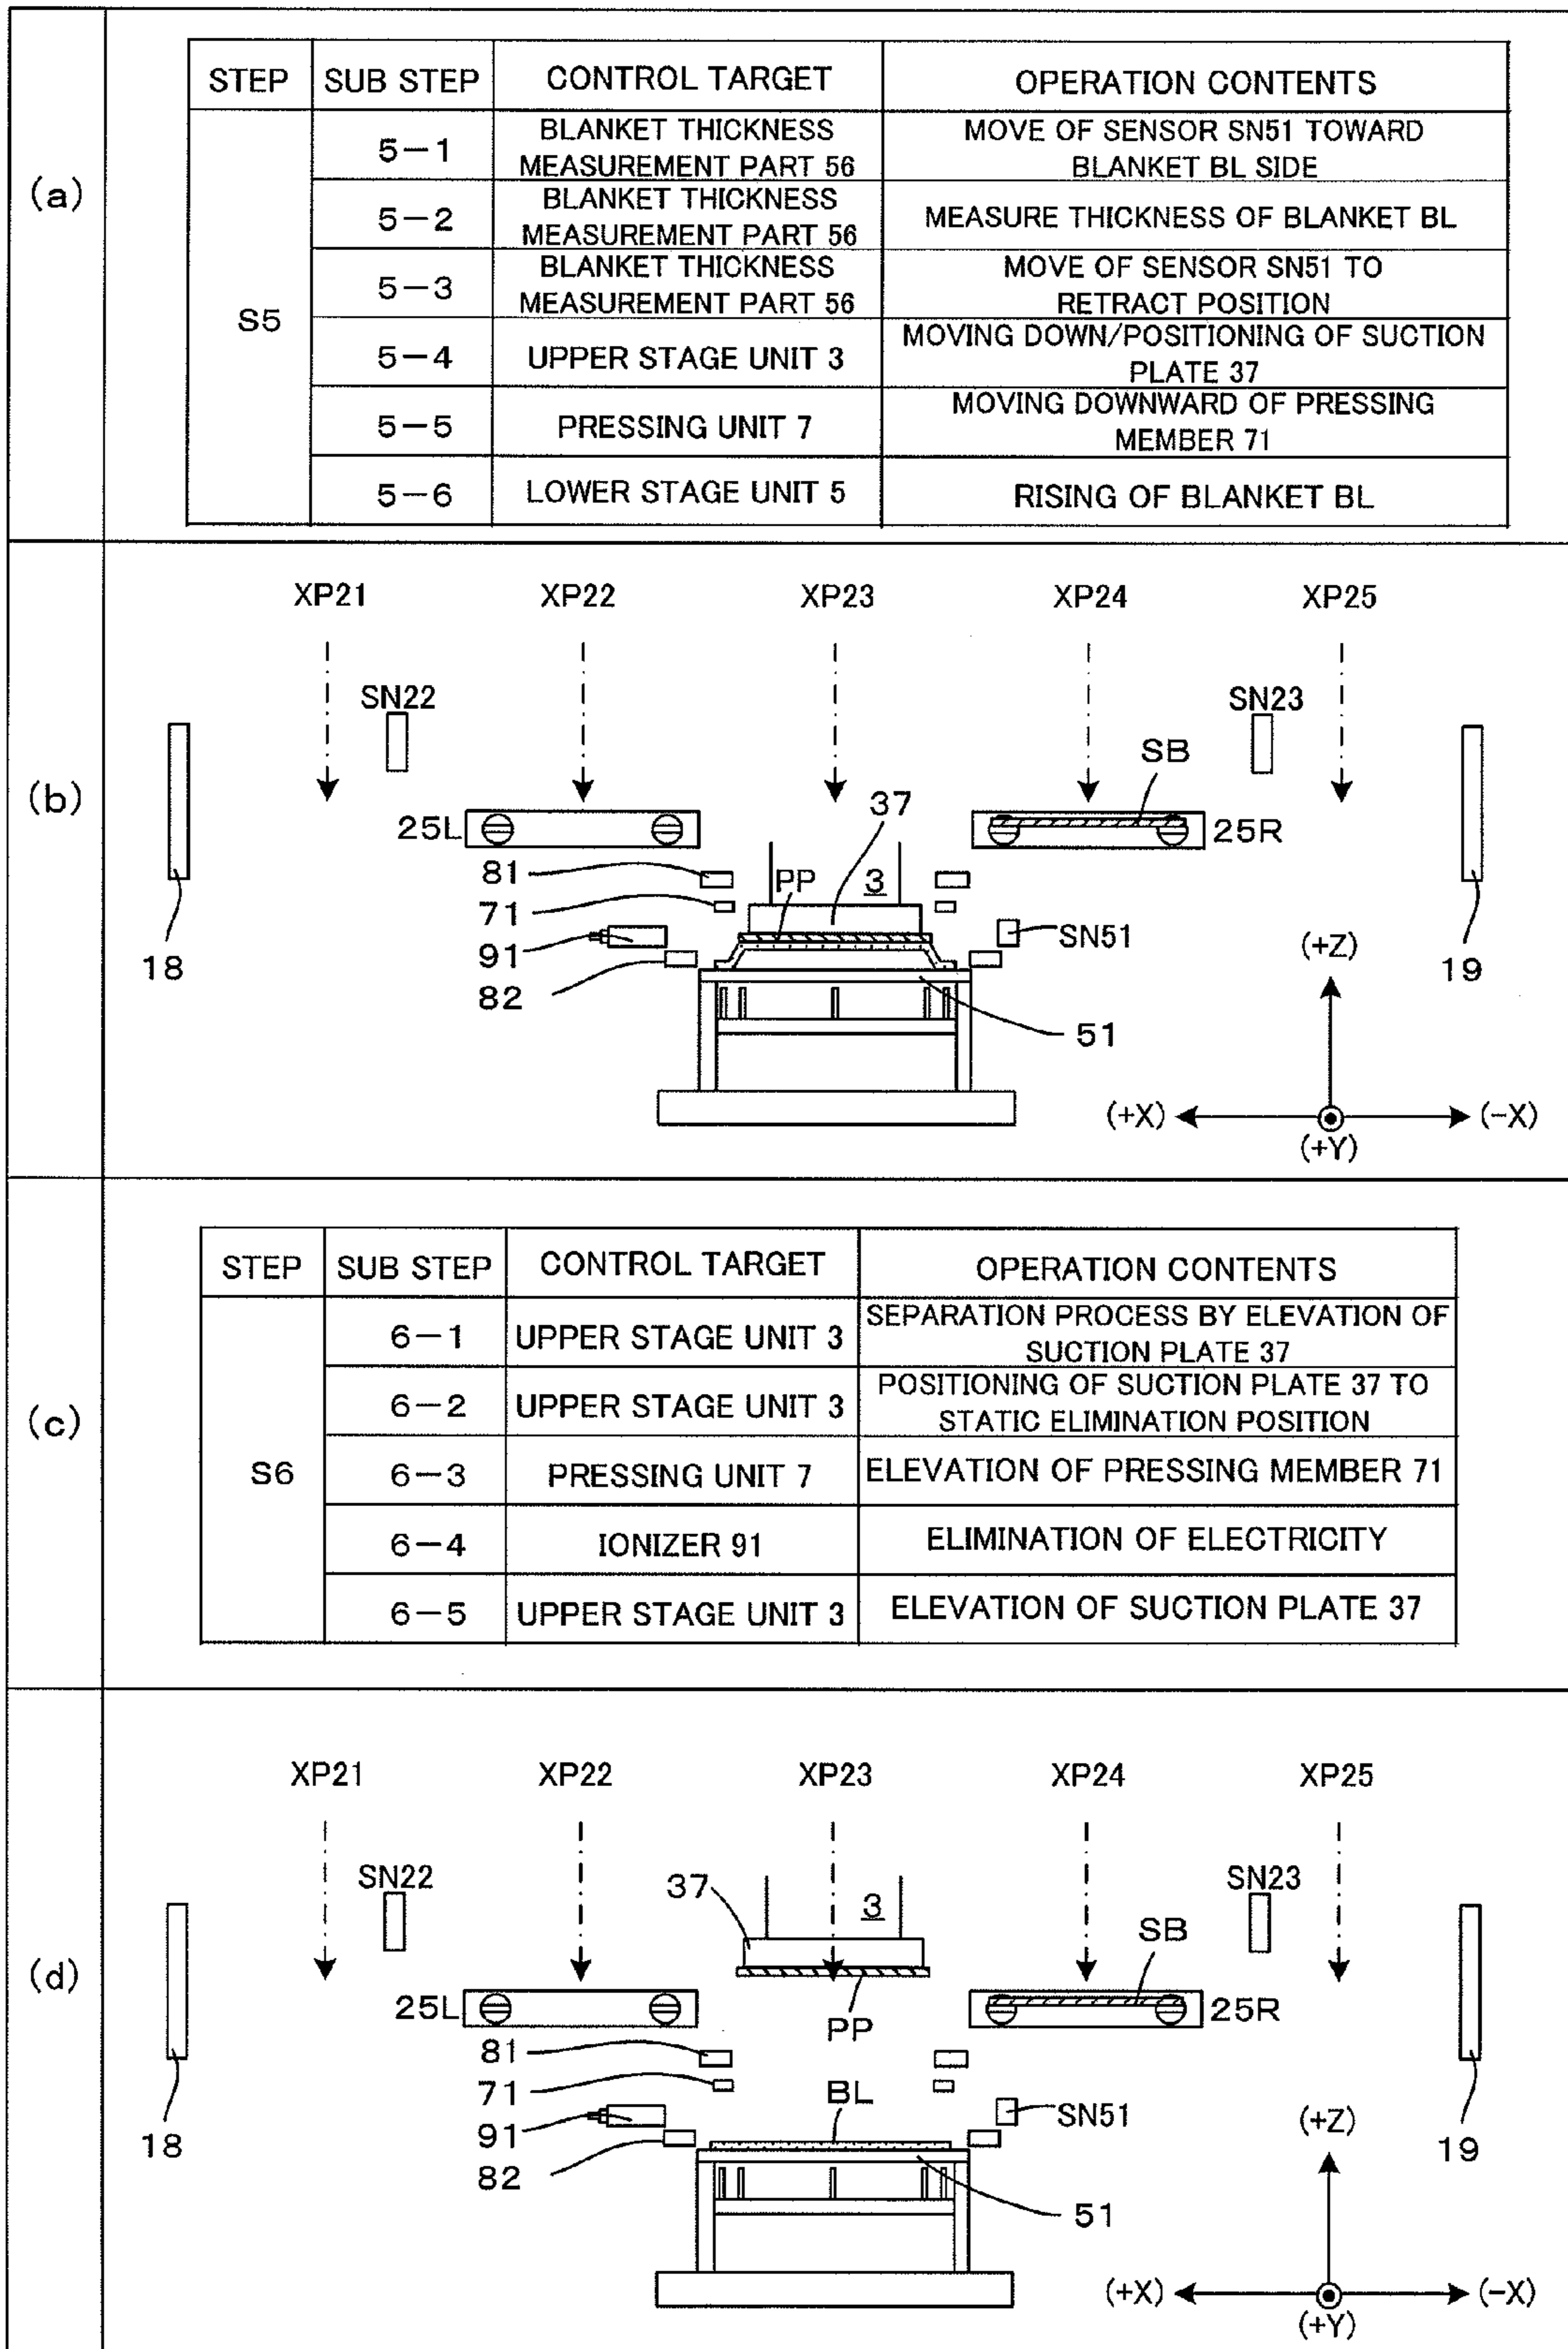 (a)
STEP SUB STEP CONTROL TARGET OPERATION CONTENTS
S5
5-1 BLANKET THICKNESS MEASUREMENT PART 56 MOVE OF SENSOR SN51 TOWARD BLANKET BL SIDE
5-2 BLANKET THICKNESS MEASUREMENT PART 56 MEASURE THICKNESS OF BLANKET BL
5-3 BLANKET THICKNESS MEASUREMENT PART 56 MOVE OF SENSOR SN51 TO RETRACT POSITION
5-4 UPPER STAGE UNIT 3 MOVING DOWN/POSITIONING OF SUCTION PLATE 37
5-5 PRESSING UNIT 7 MOVING DOWNWARD OF PRESSING MEMBER 71
5-6 LOWER STAGE UNIT 5 RISING OF BLANKET BL
(b)
XP21 XP22 XP23 XP24 XP25
SN22 SN23
SB
37
25L 25R
81 PP 3
71
91 SN51 (+Z)
18 19
82
51
(+X) (-X)
(+Y)
(c)
STEP SUB STEP CONTROL TARGET OPERATION CONTENTS
S6
6-1 UPPER STAGE UNIT 3 SEPARATION PROCESS BY ELEVATION OF SUCTION PLATE 37
6-2 UPPER STAGE UNIT 3 POSITIONING OF SUCTION PLATE 37 TO STATIC ELIMINATION POSITION
6-3 PRESSING UNIT 7 ELEVATION OF PRESSING MEMBER 71
6-4 IONIZER 91 ELIMINATION OF ELECTRICITY
6-5 UPPER STAGE UNIT 3 ELEVATION OF SUCTION PLATE 37
(d)
XP21 XP22 XP23 XP24 XP25
SN22 SN23
37 3
SB
25L 25R
PP
81
71 BL
91 SN51 (+Z)
18 19
82
51
(+X) (-X)
(+Y)